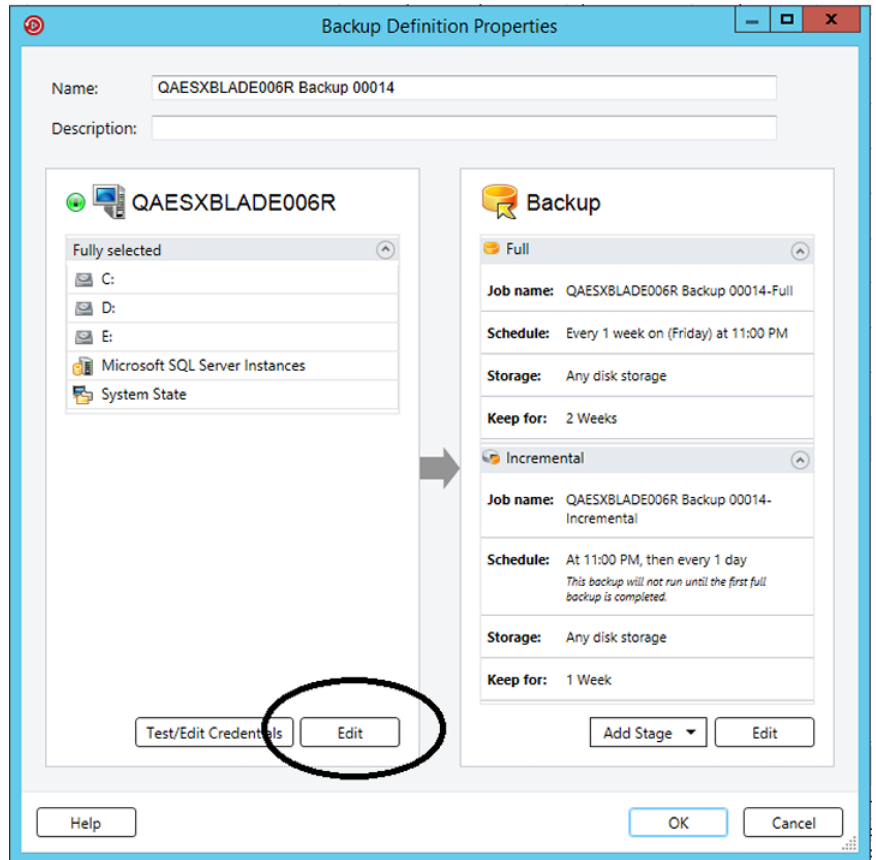 Backup Definition Properties
Name: QAESXBLADE006R Backup 00014
Description:
QAESXBLADE006R
Fully selected
C:
D:
E:
Microsoft SQL Server Instances
System State
Test/Edit Credentials
Edit
Backup
Full
Job name: QAESXBLADE006R Backup 00014-Full
Schedule: Every 1 week on (Friday) at 11:00 PM
Storage: Any disk storage
Keep for: 2 Weeks
Incremental
Job name: QAESXBLADE006R Backup 00014-
Incremental
Schedule: At 11:00 PM, then every 1 day
This backup will not run until the first full
backup is completed.
Storage: Any disk storage
Keep for: 1 Week
Add Stage
Edit
Help
OK
Cancel